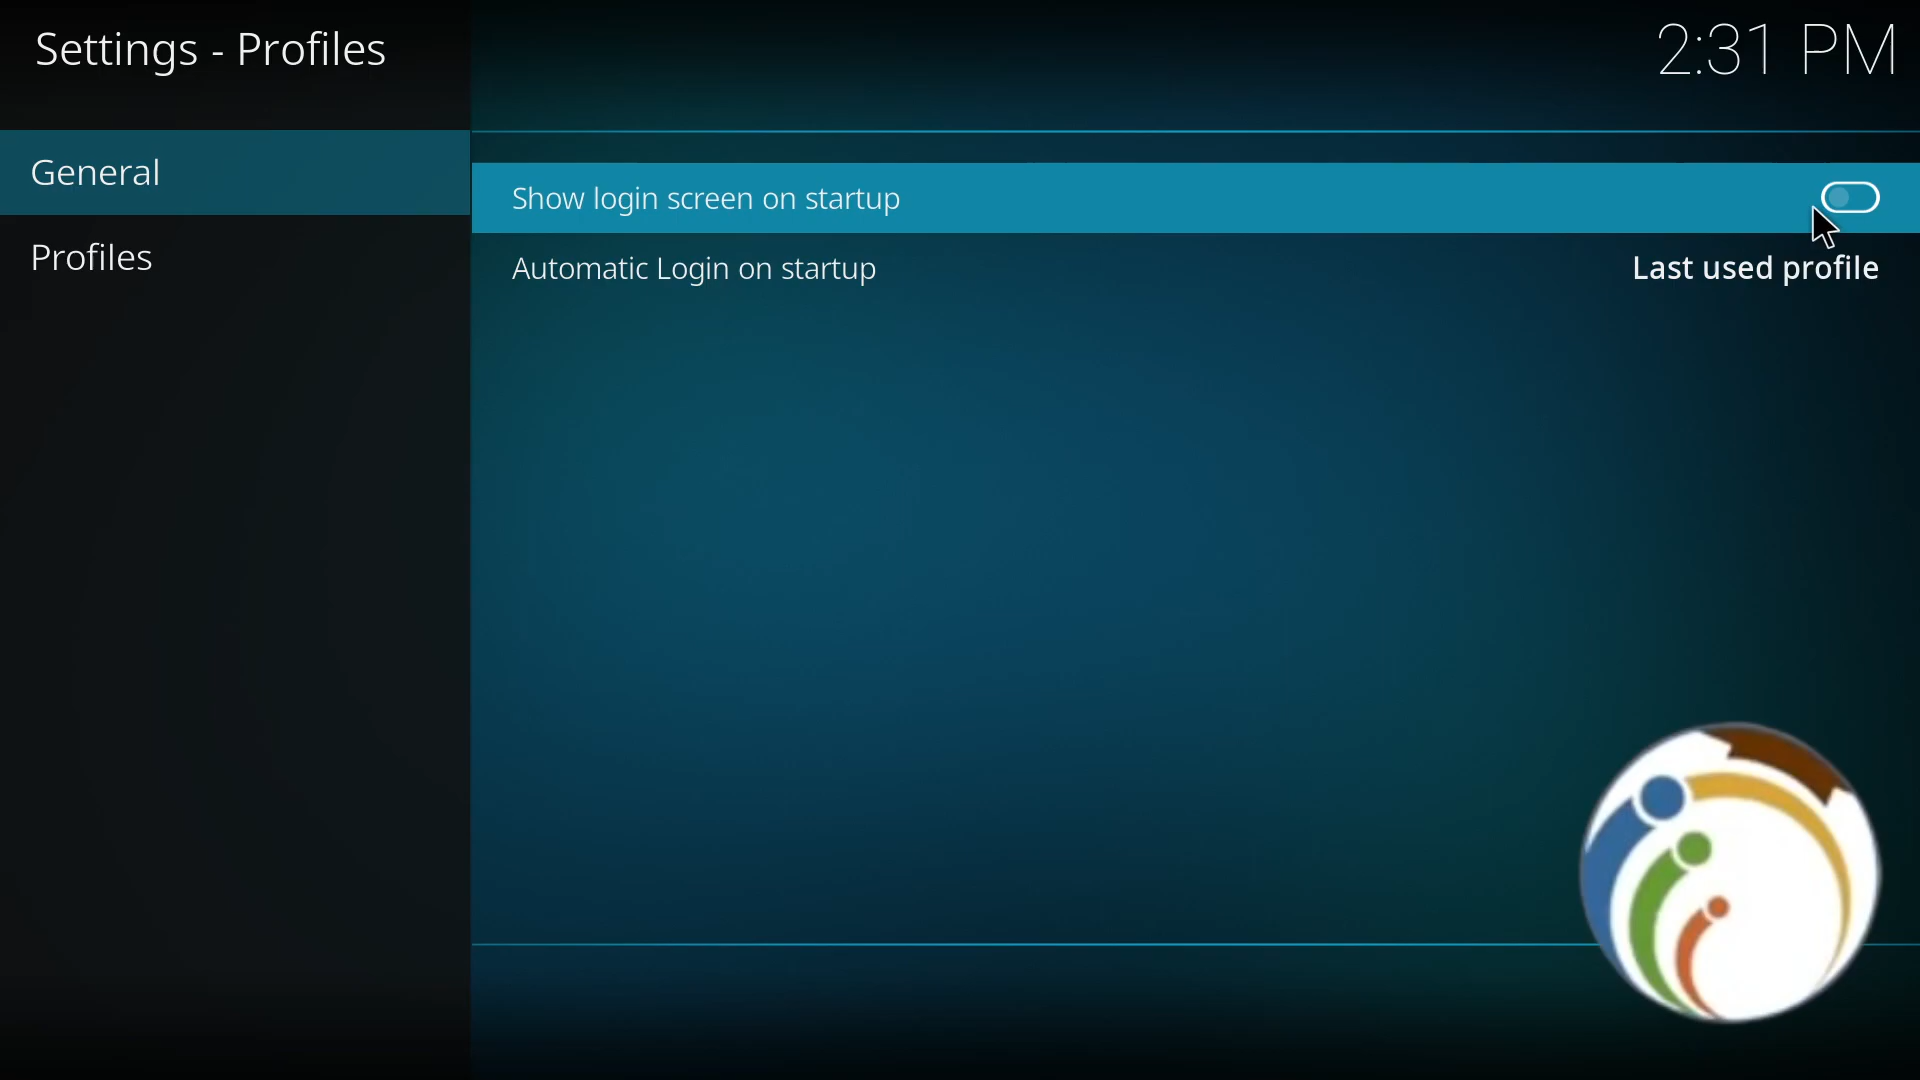 Settings - Profiles
2:31 PM
General
Profiles
Show login screen on startup
Automatic Login on startup
Last used profile